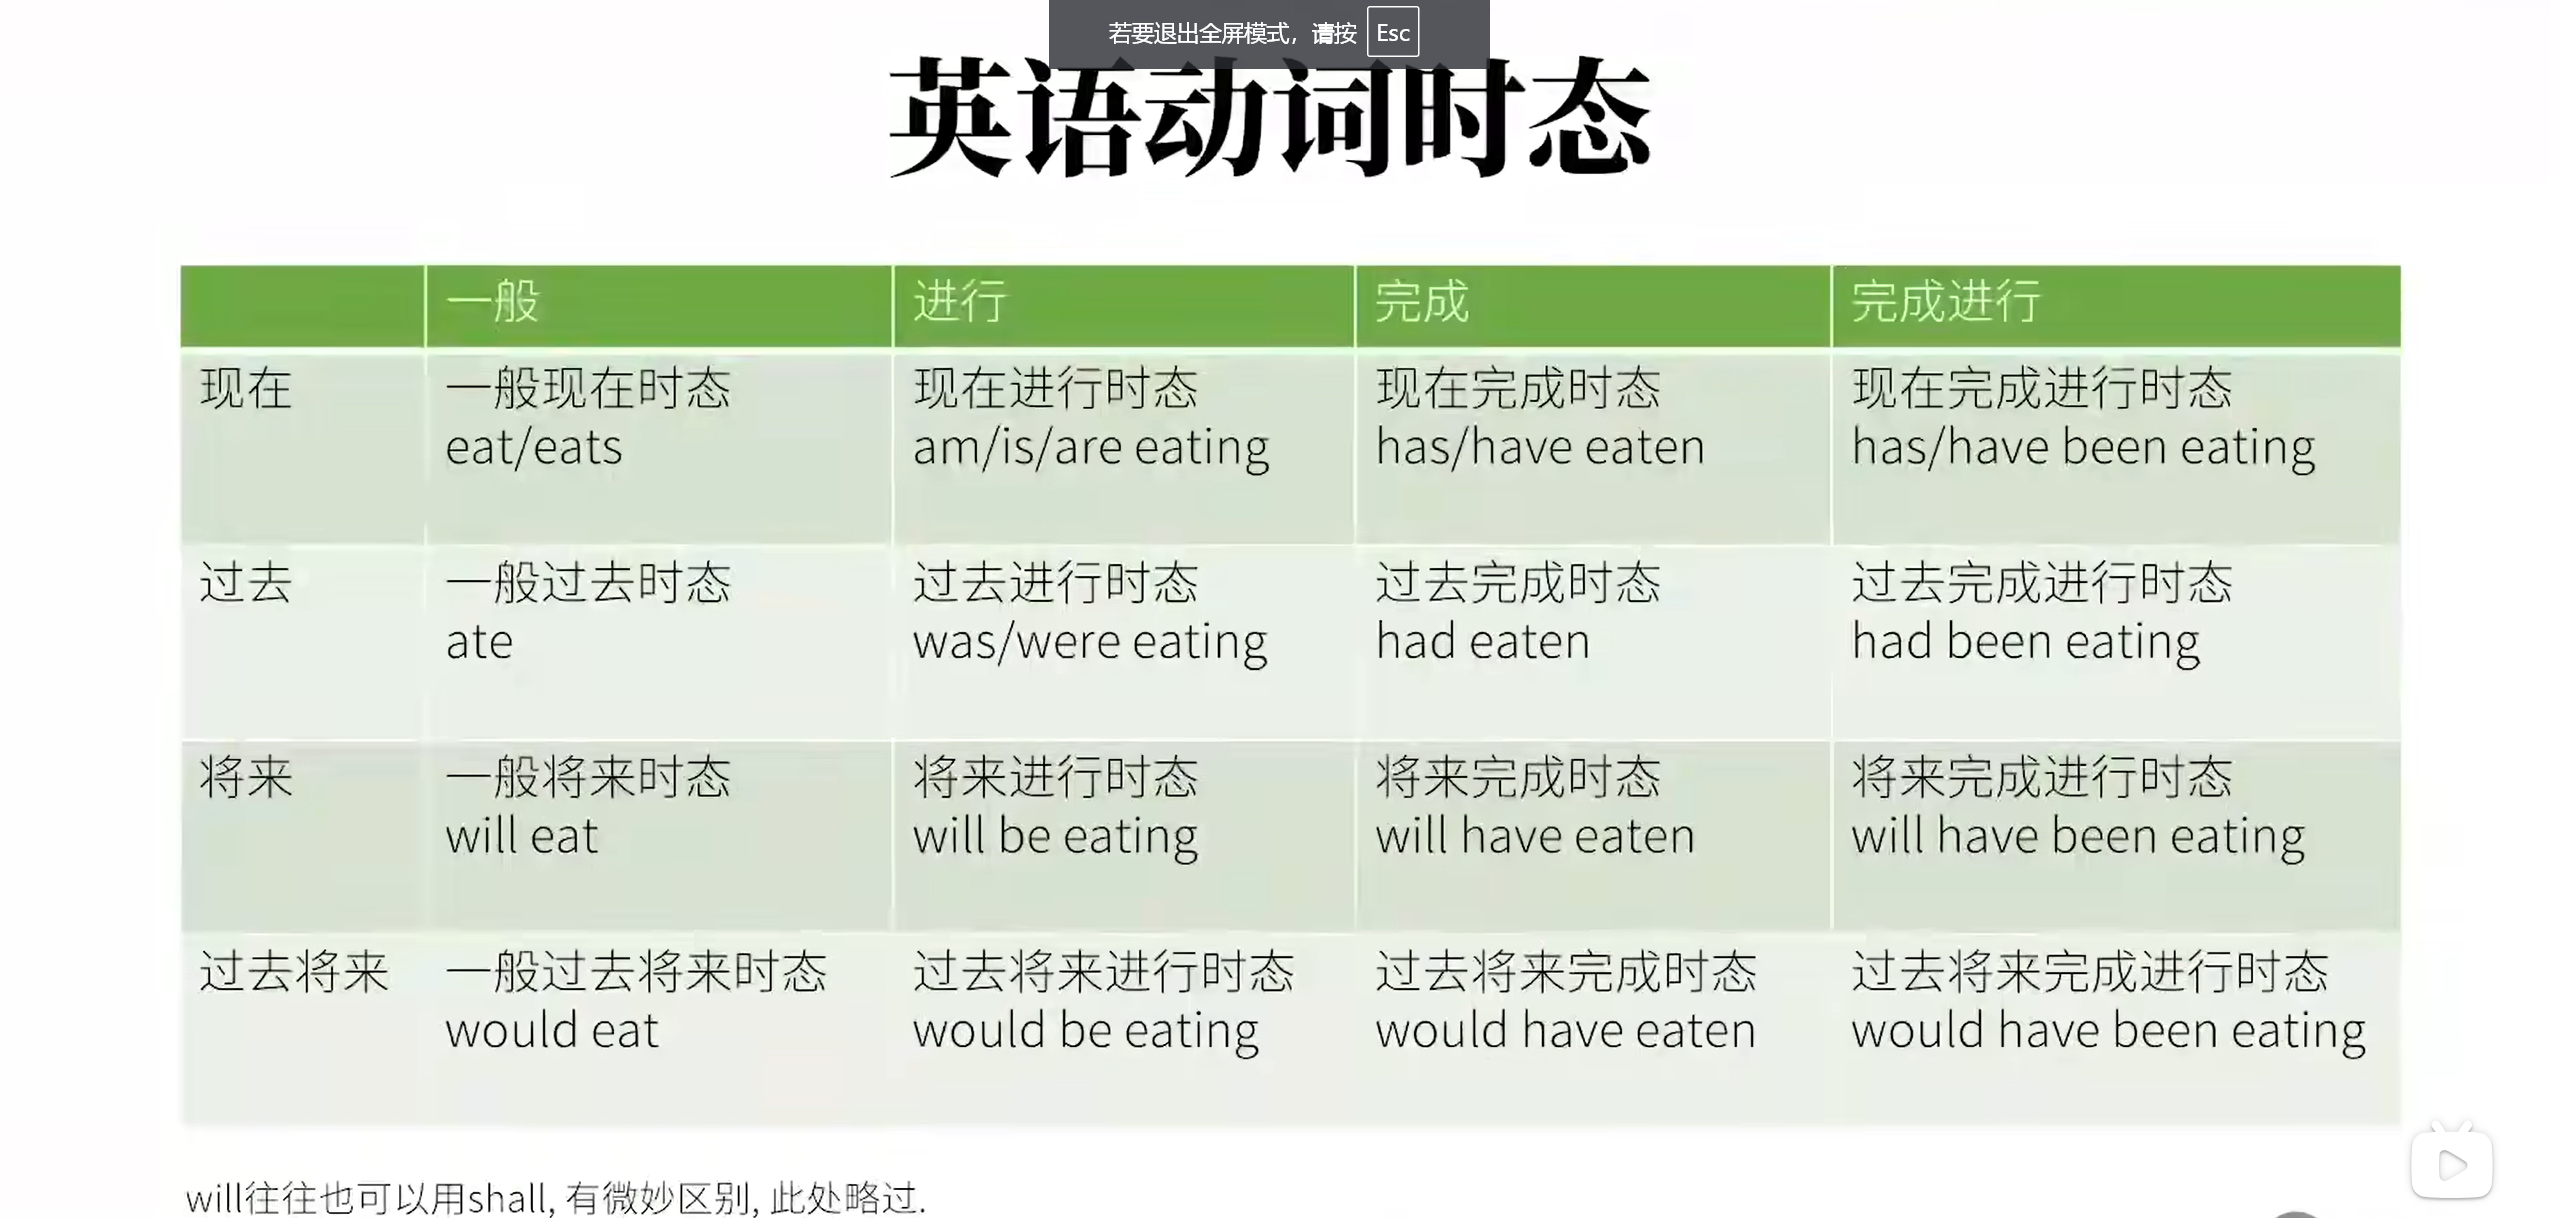 若要退出全屏模式，请按 Esc
英语动词时态
一般 进行 完成 完成进行
现在 一般现在时态 现在进行时态 现在完成时态 现在完成进行时态
eat/eats am/is/are eating has/have eaten has/have been eating
过去 一般过去时态 过去进行时态 过去完成时态 过去完成进行时态
ate was/were eating had eaten had been eating
将来 一般将来时态 将来进行时态 将来完成时态 将来完成进行时态
will eat will be eating will have eaten will have been eating
过去将来 一般过去将来时态 过去将来进行时态 过去将来完成时态 过去将来完成进行时态
would eat would be eating would have eaten would have been eating
will往往也可以用shall, 有微妙区别, 此处略过.